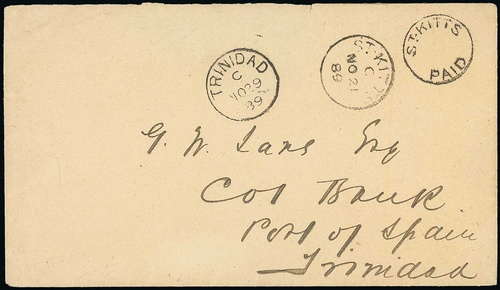 TRINIDAD
C
NO 29
89
ST. KITTS
C
NO 21
89
ST. KITTS
PAID
G. W. Esq
Col Bank
Port of Spain
Trinidad